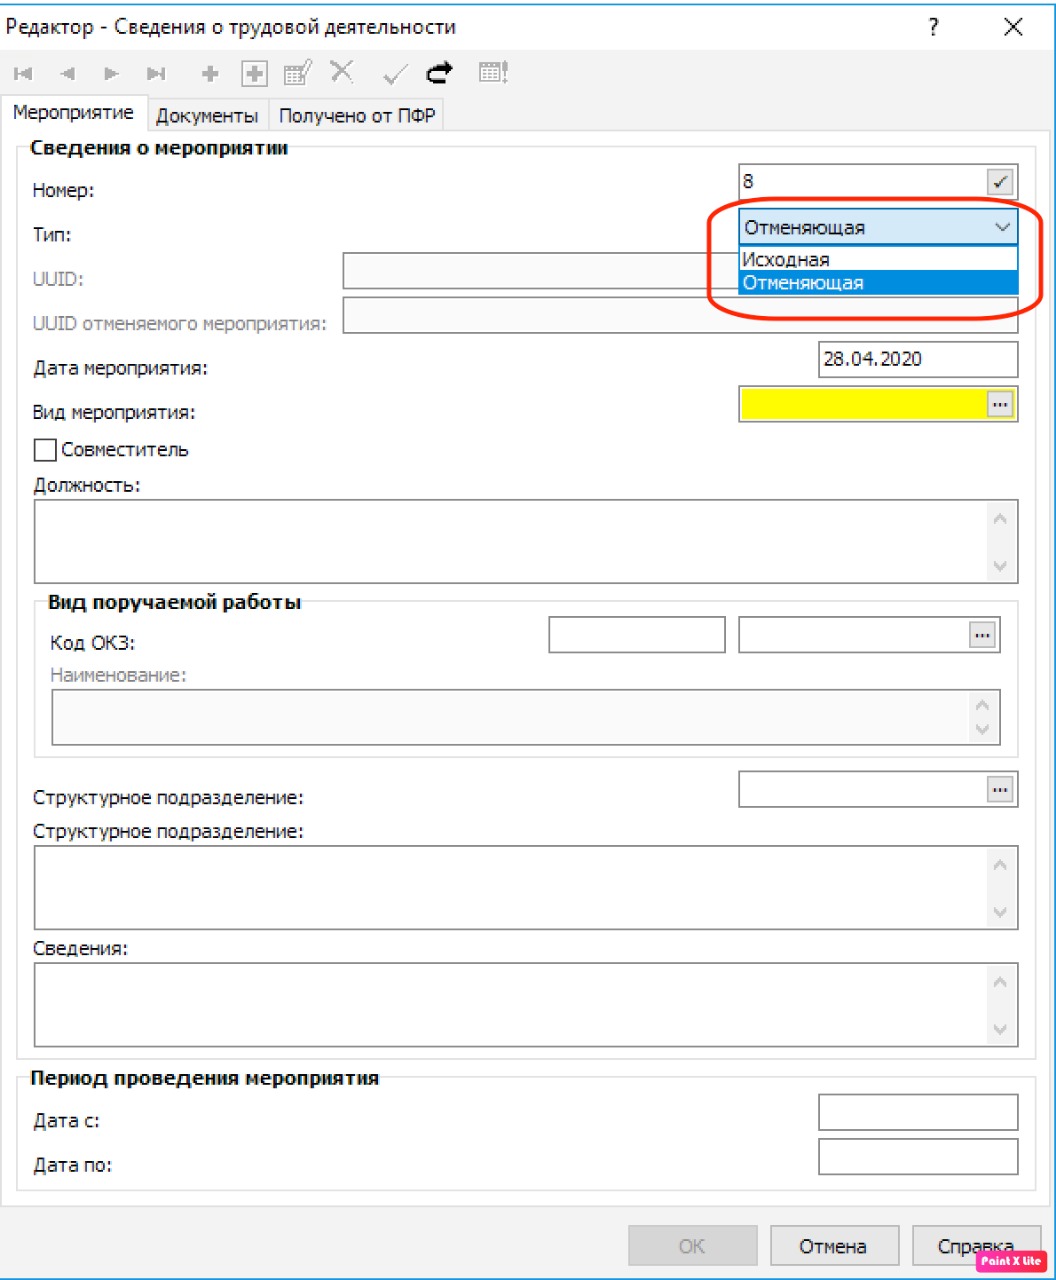 Редактор - Сведения о трудовой деятельности
?
Мероприятие Документы Получено от ПФР
Сведения о мероприятии
Номер: 8
Тип: Отменяющая
Исходная
Отменяющая
UUID:
UUID отменяемого мероприятия:
Дата мероприятия: 28.04.2020
Вид мероприятия: ...
Совместитель
Должность:
Вид поручаемой работы
Код ОКЗ: ...
Наименование:
Структурное подразделение: ...
Структурное подразделение:
Сведения:
Период проведения мероприятия
Дата с:
Дата по:
ОК Отмена Справка
Paint X Lite